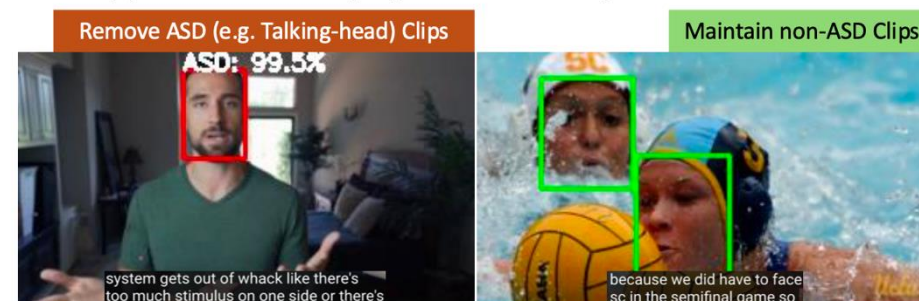 Remove ASD (e.g. Talking-head) Clips
Maintain non-ASD Clips
ASD: 99.5%
SC
system gets out of whack like there's
too much stimulus on one side or there's
because we did have to face
sc in the semifinal game so